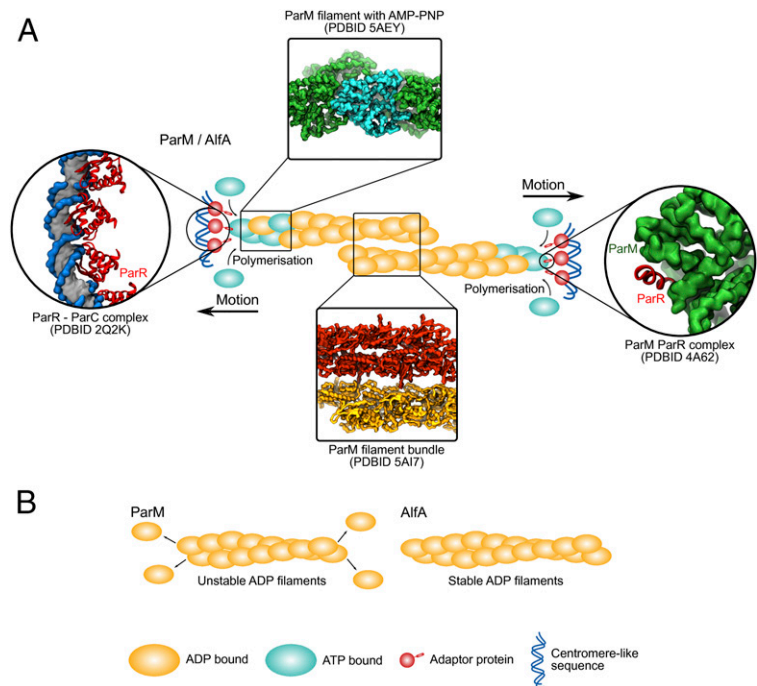 A
ParM filament with AMP-PNP
(PDBID 5AEY)
ParM / AlfA
Motion
ParR
Polymerisation
ParM
ParR
Polymerisation
Motion
ParR - ParC complex
(PDBID 2Q2K)
ParM ParR complex
(PDBID 4A62)
ParM filament bundle
(PDBID 5AI7)
B
ParM
AlfA
Unstable ADP filaments
Stable ADP filaments
ADP bound
ATP bound
Adaptor protein
Centromere-like
sequence